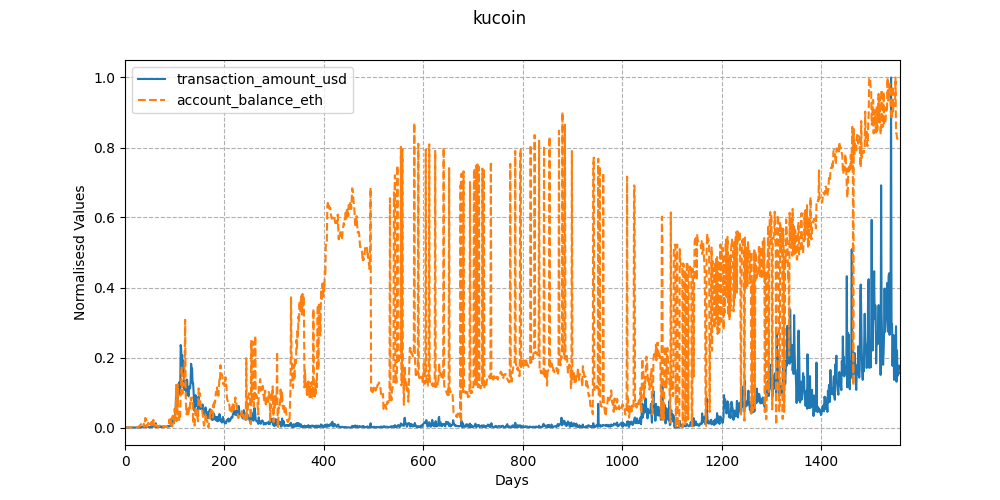 kucoin
transaction_amount_usd
account_balance_eth
Normalisesd Values
1.0
0.8
0.6
0.4
0.2
0.0
0 200 400 600 800 1000 1200 1400
Days